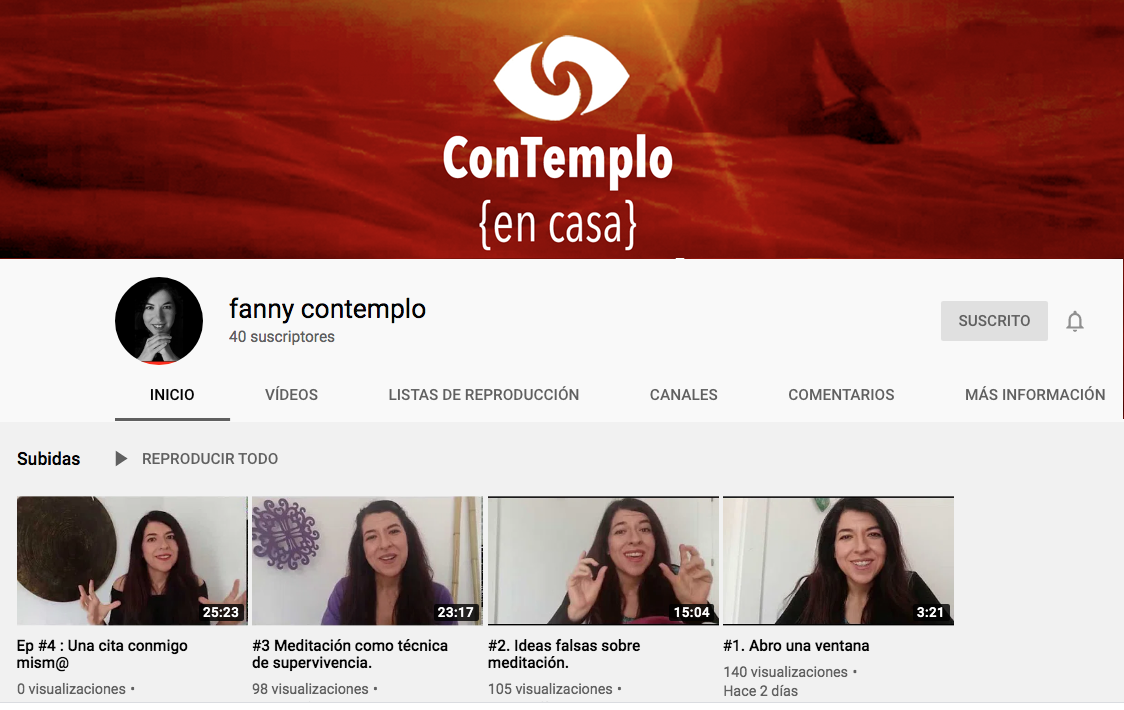 ConTemplo
{en casa}
fanny contemplo
40 suscriptores
SUSCRITO
INICIO VÍDEOS LISTAS DE REPRODUCCIÓN CANALES COMENTARIOS MÁS INFORMACIÓN
Subidas REPRODUCIR TODO
25:23
23:17
15:04
3:21
Ep #4 : Una cita conmigo
mism@
0 visualizaciones •
#3 Meditación como técnica
de supervivencia.
98 visualizaciones •
#2. Ideas falsas sobre
meditación.
105 visualizaciones •
#1. Abro una ventana
140 visualizaciones •
Hace 2 días